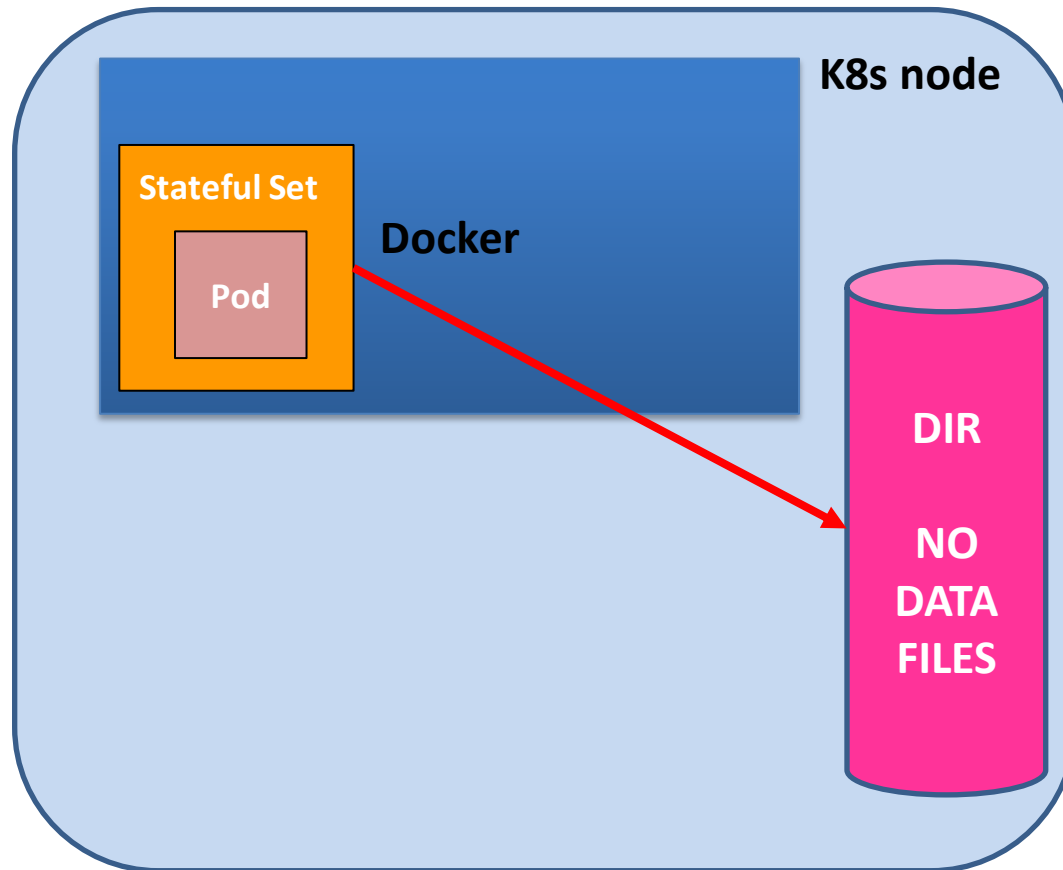 K8s node
Stateful Set
Docker
Pod
DIR
NO
DATA
FILES